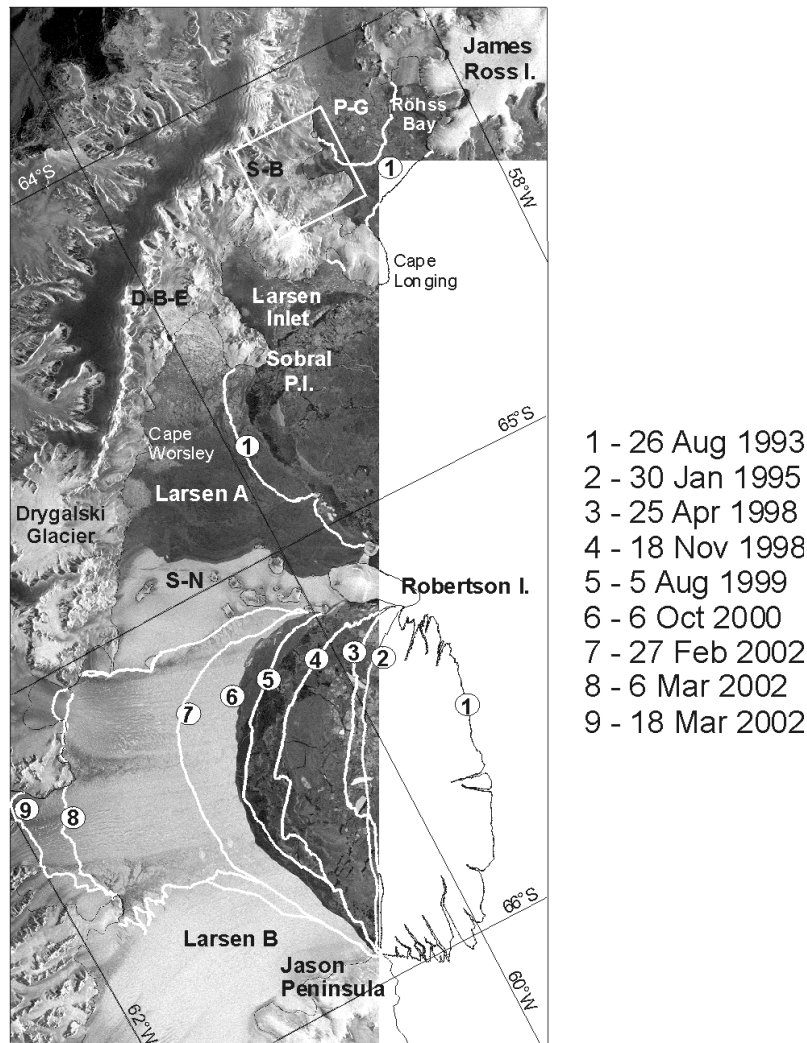 James
Ross I.
P-G
Röhss
Bay
1
64°S
S-B
58°W
Cape
Longing
D-B-E
Larsen
Inlet
Sobral
P.I.
65°S
Cape
Worsley
1
Larsen A
Drygalski
Glacier
S-N
Robertson I.
1
2
3
4
5
6
7
8
9
66°S
Larsen B
Jason
Peninsula
60°W
62°W
1 - 26 Aug 1993
2 - 30 Jan 1995
3 - 25 Apr 1998
4 - 18 Nov 1998
5 - 5 Aug 1999
6 - 6 Oct 2000
7 - 27 Feb 2002
8 - 6 Mar 2002
9 - 18 Mar 2002